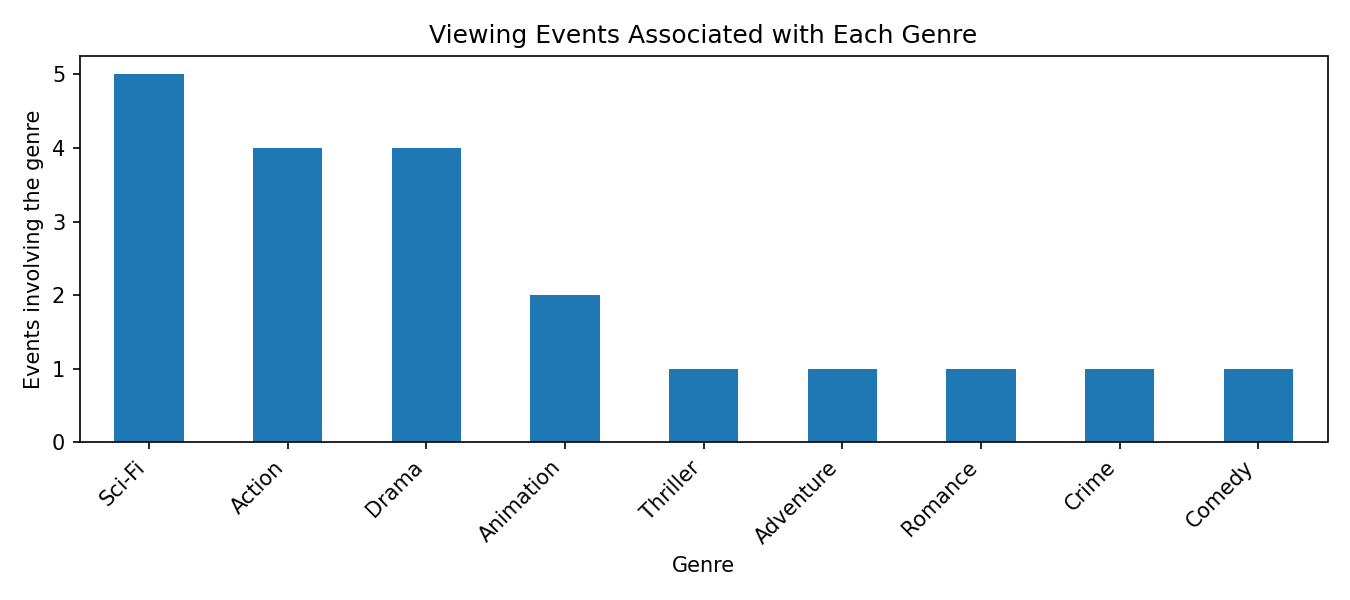 Viewing Events Associated with Each Genre
Events involving the genre
5
4
3
2
1
0
Sci-Fi
Action
Drama
Animation
Thriller
Adventure
Romance
Crime
Comedy
Genre